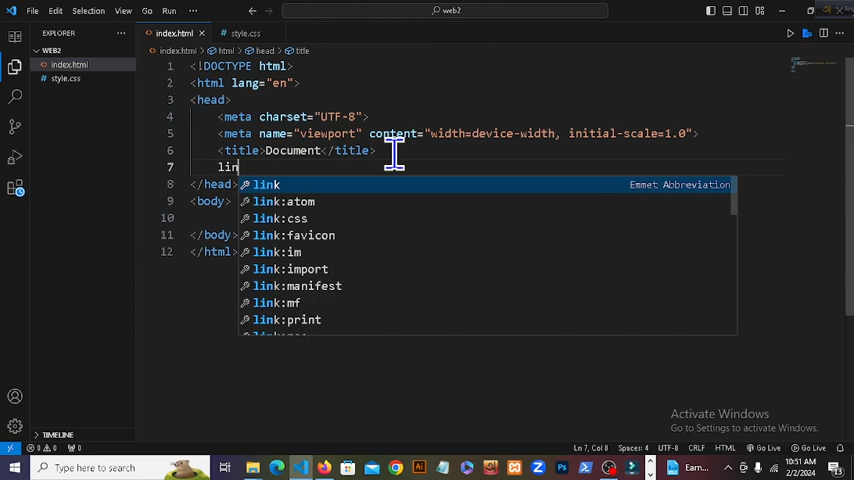 File Edit Selection View Go Run ··· web2
EXPLORER ···
WEB2
index.html
style.css
TIMELINE
index.html × style.css
index.html > html > head > title
1 <!DOCTYPE html>
2 <html lang="en">
3 <head>
4 <meta charset="UTF-8">
5 <meta name="viewport" content="width=device-width, initial-scale=1.0">
6 <title>Document</title>
7 lin
8 </head>
9 <body>
10
11 </body>
12 </html>
link Emmet Abbreviation
link:atom
link:css
link:favicon
link:im
link:import
link:manifest
link:mf
link:print
Activate Windows
Go to Settings to activate Windows.
0 0 0 Ln 7, Col 8 Spaces: 4 UTF-8 CRLF HTML Go Live Go Live
Type here to search Earn... 10:51 AM
2/2/2024